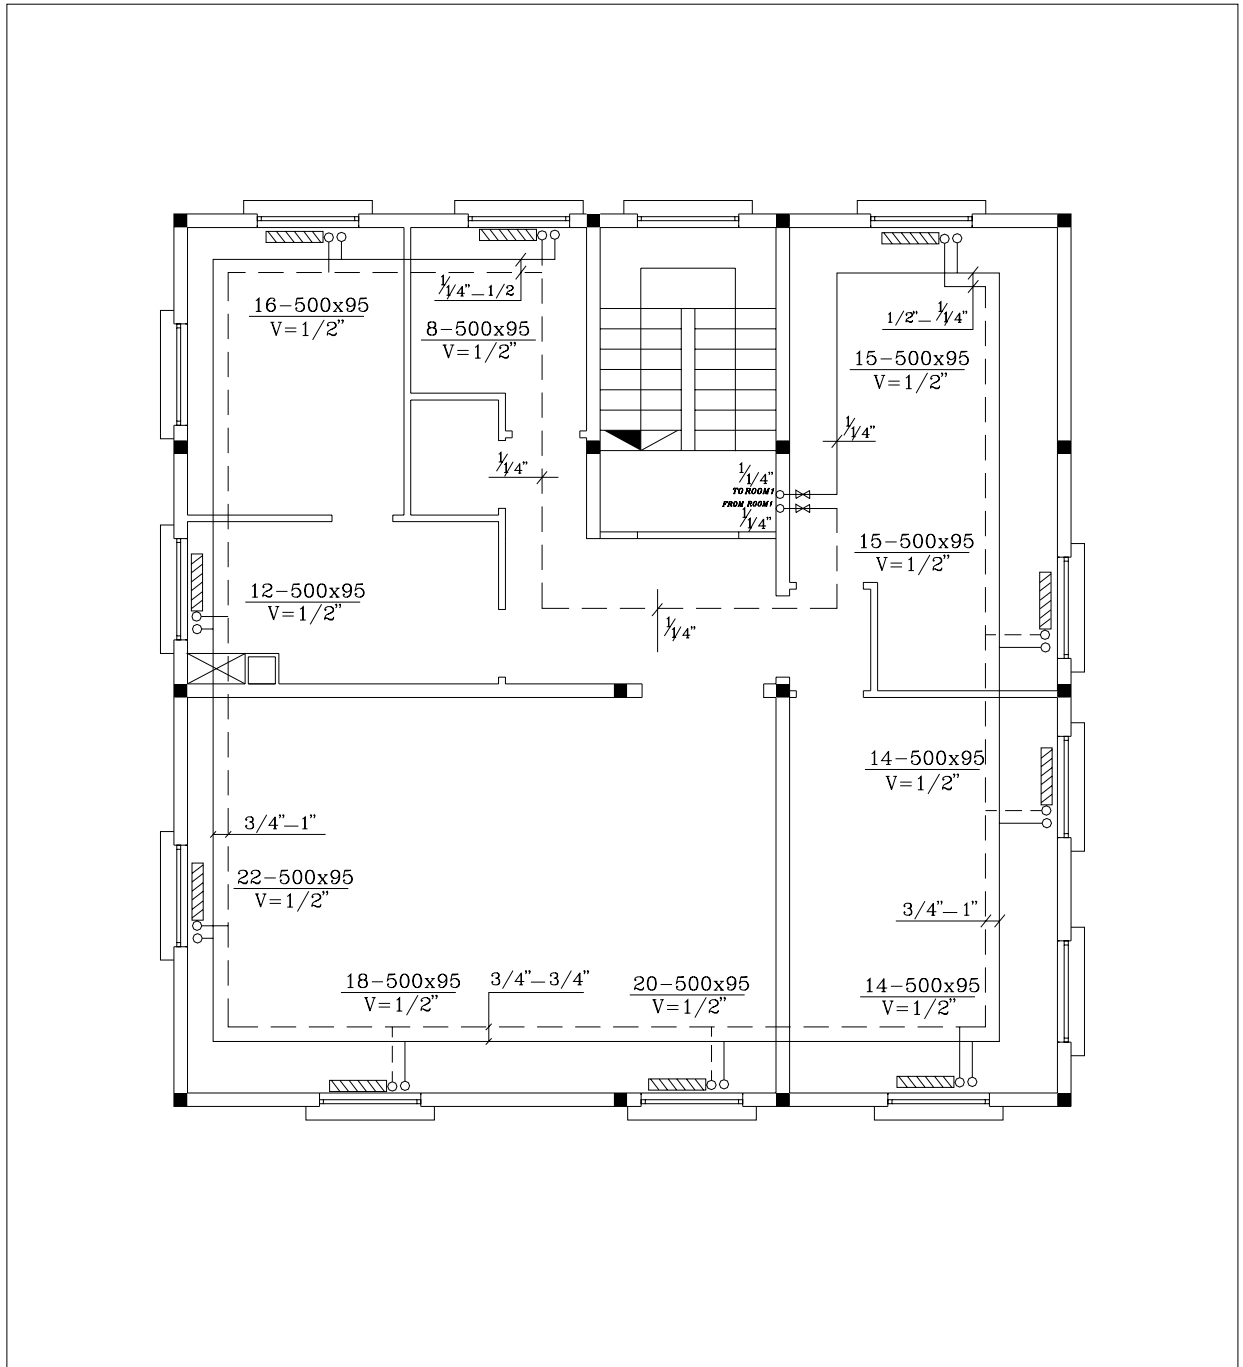 16-500x95
V=1/2"
1 1/4"-1/2
8-500x95
V=1/2"
1/2"-1 1/4"
15-500x95
V=1/2"
1 1/4"
1 1/4"
1 1/4"
TO ROOM1
FROM ROOM1
1 1/4"
15-500x95
V=1/2"
12-500x95
V=1/2"
1 1/4"
14-500x95
V=1/2"
3/4"-1"
22-500x95
V=1/2"
3/4"-1"
18-500x95
V=1/2"
3/4"-3/4"
20-500x95
V=1/2"
14-500x95
V=1/2"